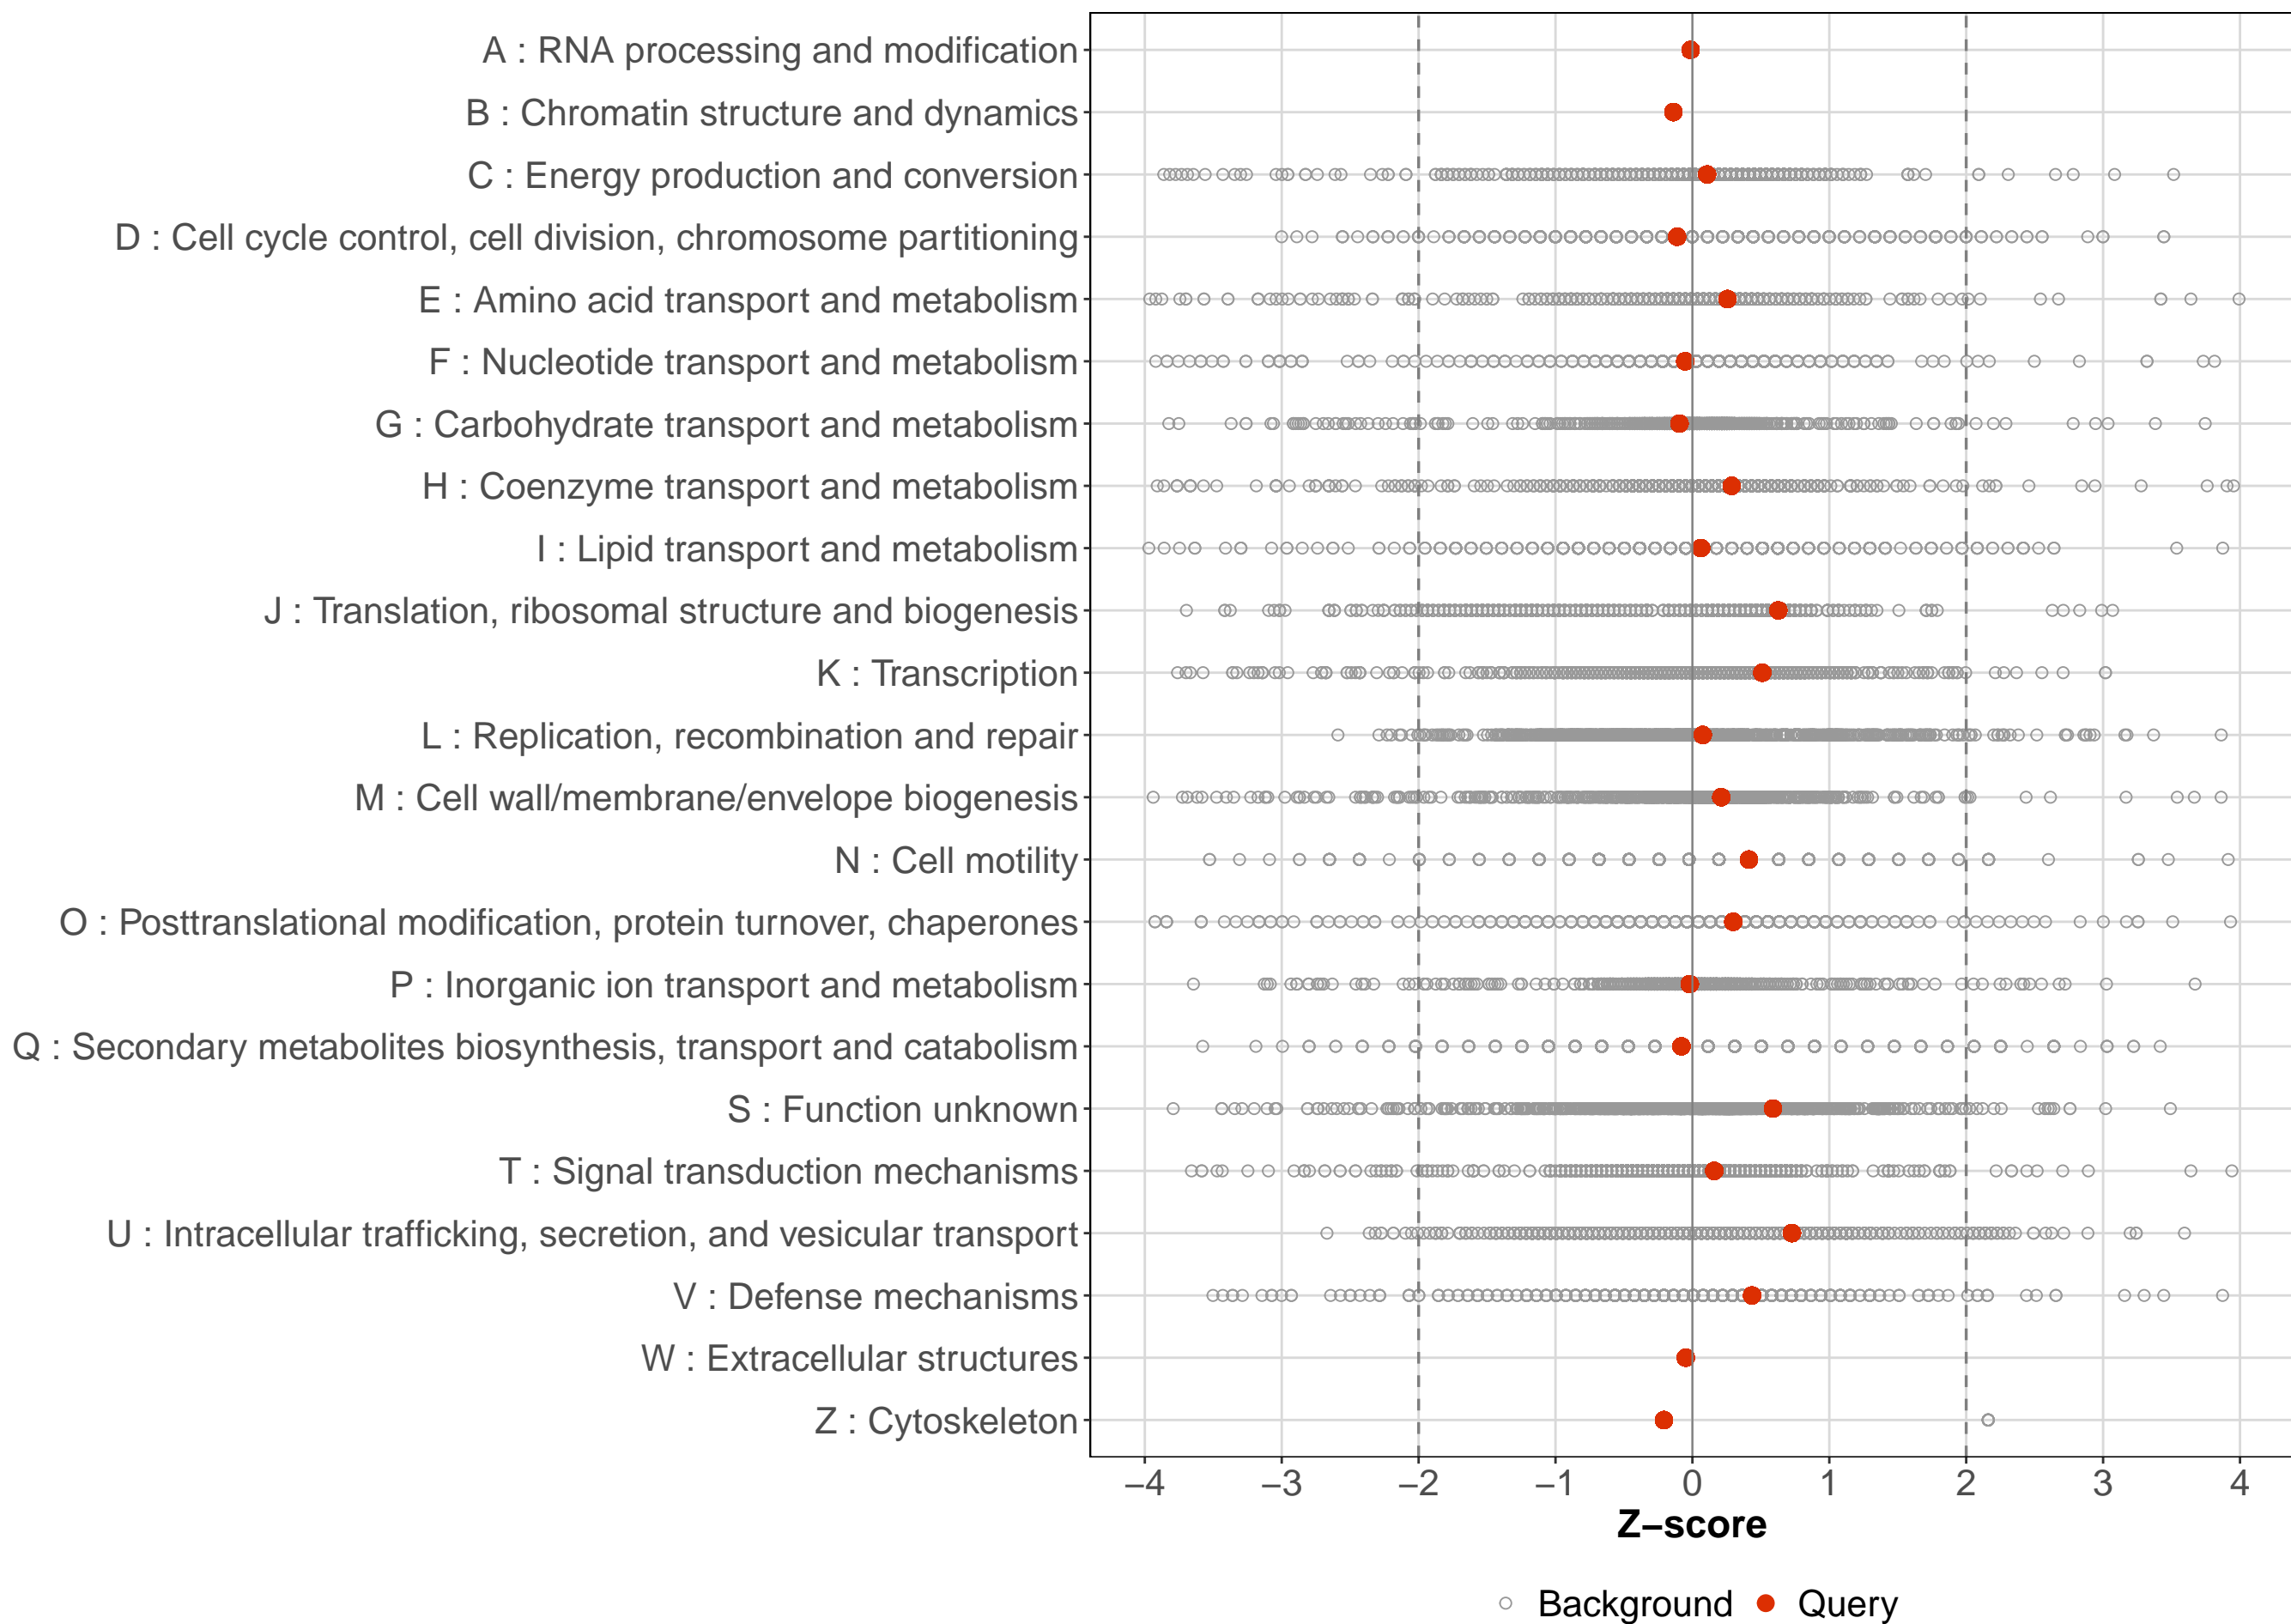 A : RNA processing and modification
B : Chromatin structure and dynamics
C : Energy production and conversion
D : Cell cycle control, cell division, chromosome partitioning
E : Amino acid transport and metabolism
F : Nucleotide transport and metabolism
G : Carbohydrate transport and metabolism
H : Coenzyme transport and metabolism
I : Lipid transport and metabolism
J : Translation, ribosomal structure and biogenesis
K : Transcription
L : Replication, recombination and repair
M : Cell wall/membrane/envelope biogenesis
N : Cell motility
O : Posttranslational modification, protein turnover, chaperones
P : Inorganic ion transport and metabolism
Q : Secondary metabolites biosynthesis, transport and catabolism
S : Function unknown
T : Signal transduction mechanisms
U : Intracellular trafficking, secretion, and vesicular transport
V : Defense mechanisms
W : Extracellular structures
Z : Cytoskeleton
−4 −3 −2 −1 0 1 2 3 4
Z−score
Background Query